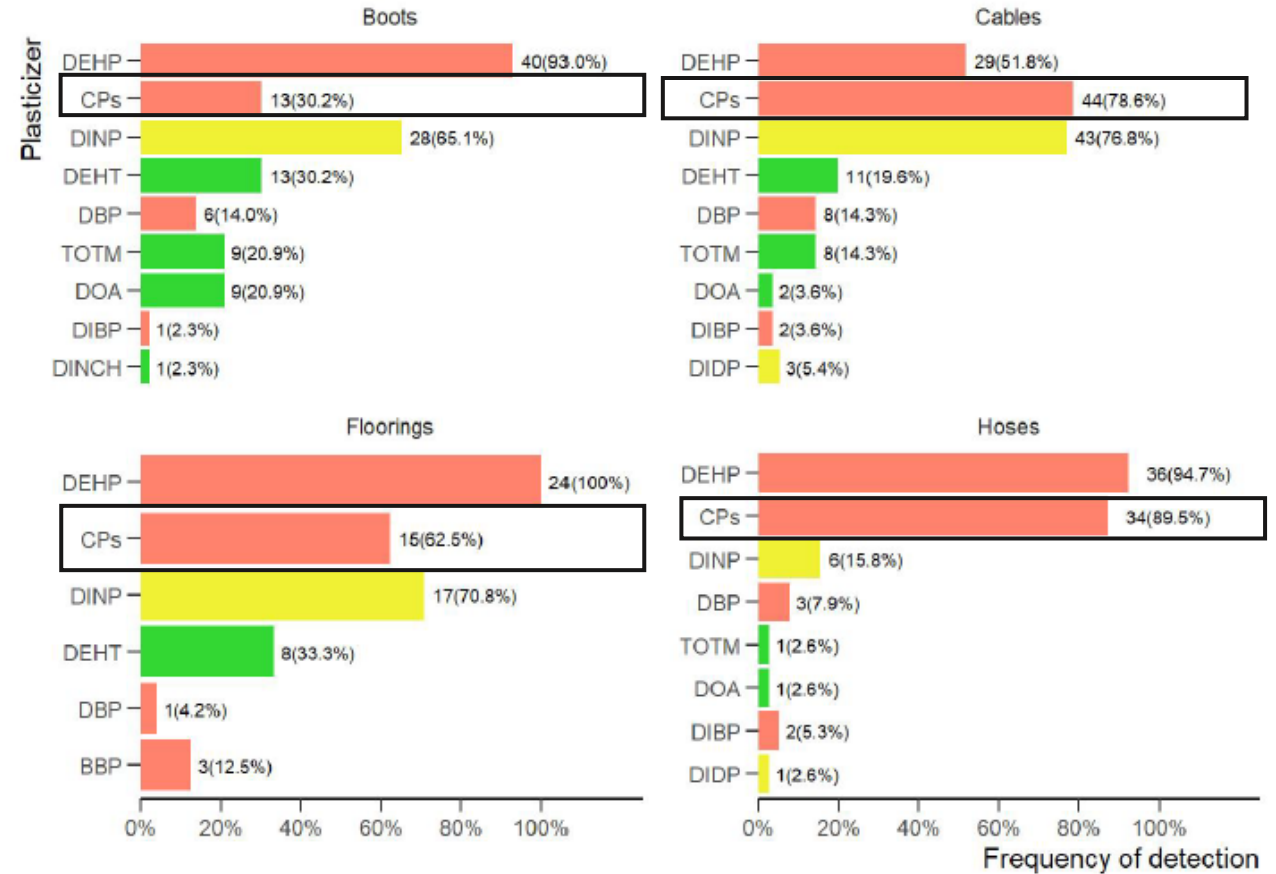 Boots
Plasticizer
DEHP 40(93.0%)
CPs 13(30.2%)
DINP 28(65.1%)
DEHT 13(30.2%)
DBP 6(14.0%)
TOTM 9(20.9%)
DOA 9(20.9%)
DIBP 1(2.3%)
DINCH 1(2.3%)
Cables
DEHP 29(51.8%)
CPs 44(78.6%)
DINP 43(76.8%)
DEHT 11(19.6%)
DBP 8(14.3%)
TOTM 8(14.3%)
DOA 2(3.6%)
DIBP 2(3.6%)
DIDP 3(5.4%)
Floorings
DEHP 24(100%)
CPs 15(62.5%)
DINP 17(70.8%)
DEHT 8(33.3%)
DBP 1(4.2%)
BBP 3(12.5%)
0% 20% 40% 60% 80% 100%
Hoses
DEHP 36(94.7%)
CPs 34(89.5%)
DINP 6(15.8%)
DBP 3(7.9%)
TOTM 1(2.6%)
DOA 1(2.6%)
DIBP 2(5.3%)
DIDP 1(2.6%)
0% 20% 40% 60% 80% 100%
Frequency of detection